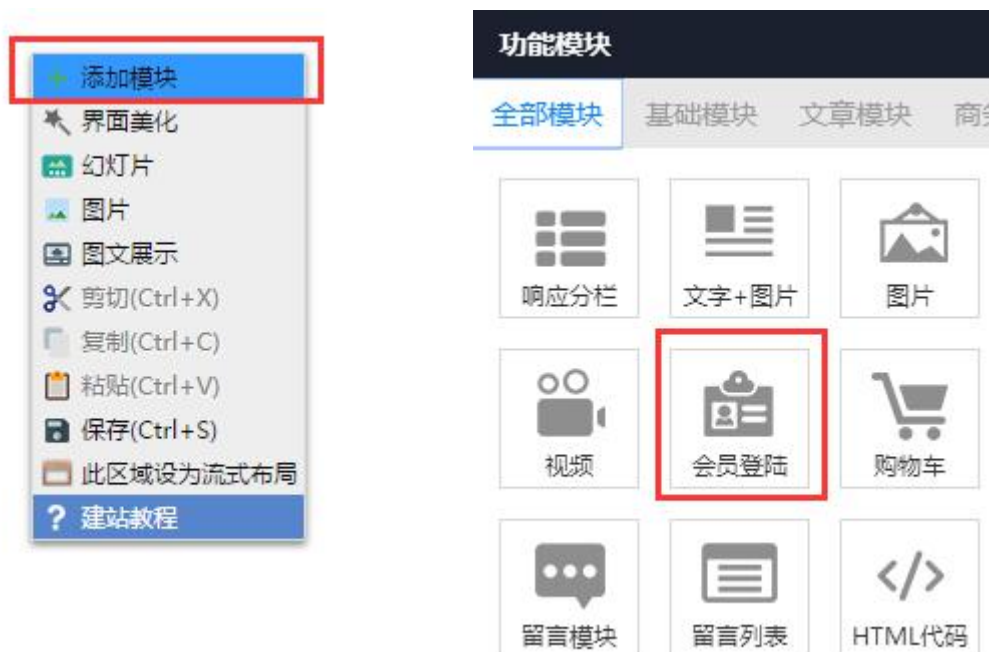 添加模块
界面美化
幻灯片
图片
图文展示
剪切(Ctrl+X)
复制(Ctrl+C)
粘贴(Ctrl+V)
保存(Ctrl+S)
此区域设为流式布局
? 建站教程
功能模块
全部模块 基础模块 文章模块 商
响应分栏 文字+图片 图片
视频 会员登陆 购物车
留言模块 留言列表 HTML代码